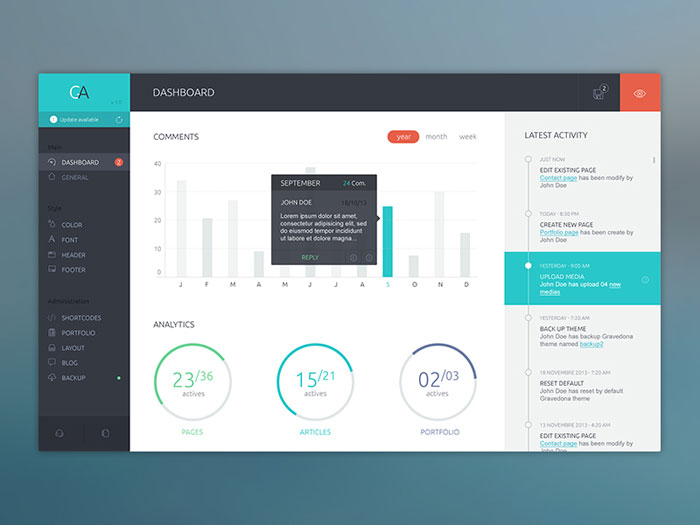 CA
v 1.0
Update available
Main
DASHBOARD 2
GENERAL
Style
COLOR
FONT
HEADER
FOOTER
Administration
SHORTCODES
PORTFOLIO
LAYOUT
BLOG
BACKUP
DASHBOARD
2
COMMENTS
year month week
40
30
20
10
0
J F M A M J J A S O N D
SEPTEMBER 24 Com.
JOHN DOE 18/10/13
Lorem ipsum dolor sit amet,
consectetur adipiscing elit, sed
do eiusmod tempor incididunt
ut labore et dolore magna...
REPLY
ANALYTICS
23/36
actives
PAGES
15/21
actives
ARTICLES
02/03
actives
PORTFOLIO
LATEST ACTIVITY
JUST NOW
EDIT EXISTING PAGE
Contact page has been modify by
John Doe
TODAY - 8:30 PM
CREATE NEW PAGE
Portfolio page has been create by
John Doe
YESTERDAY - 9:00 AM
UPLOAD MEDIA
John Doe has upload 04 new
medias
YESTERDAY - 7:20 AM
BACK UP THEME
John Doe has backup Gravedona
theme named backup2
18 NOVEMBRE 2013 - 7:20 AM
RESET DEFAULT
John Doe has reset by default
Gravedona theme
13 NOVEMBRE 2013 - 4:20 AM
EDIT EXISTING PAGE
Contact page has been modify by
John Doe